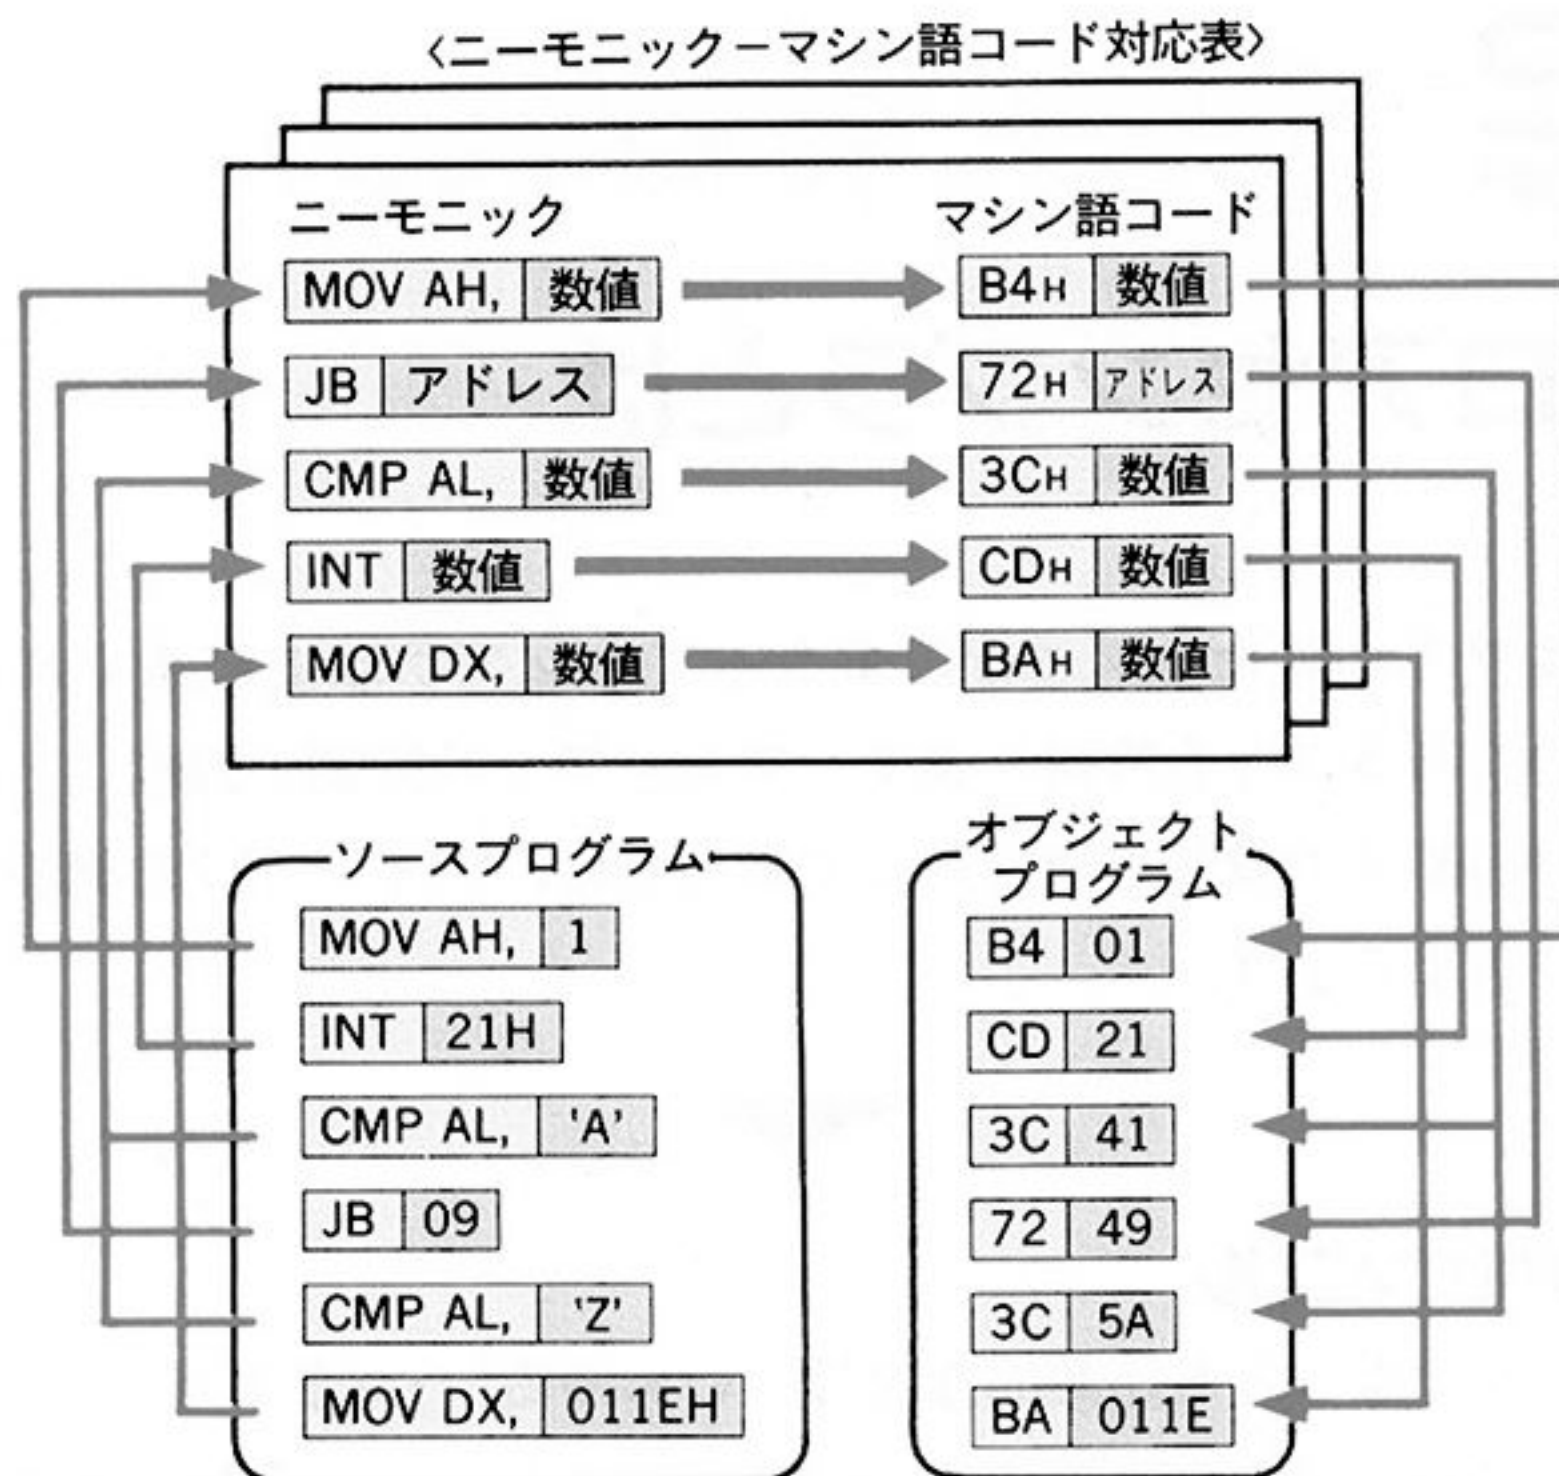 〈ニーモニック－マシン語コード対応表〉
ニーモニック マシン語コード
MOV AH, 数値 B4H 数値
JB アドレス 72H アドレス
CMP AL, 数値 3CH 数値
INT 数値 CDH 数値
MOV DX, 数値 BAH 数値
ソースプログラム
MOV AH, 1
INT 21H
CMP AL, 'A'
JB 09
CMP AL, 'Z'
MOV DX, 011EH
オブジェクト
プログラム
B4 01
CD 21
3C 41
72 49
3C 5A
BA 011E